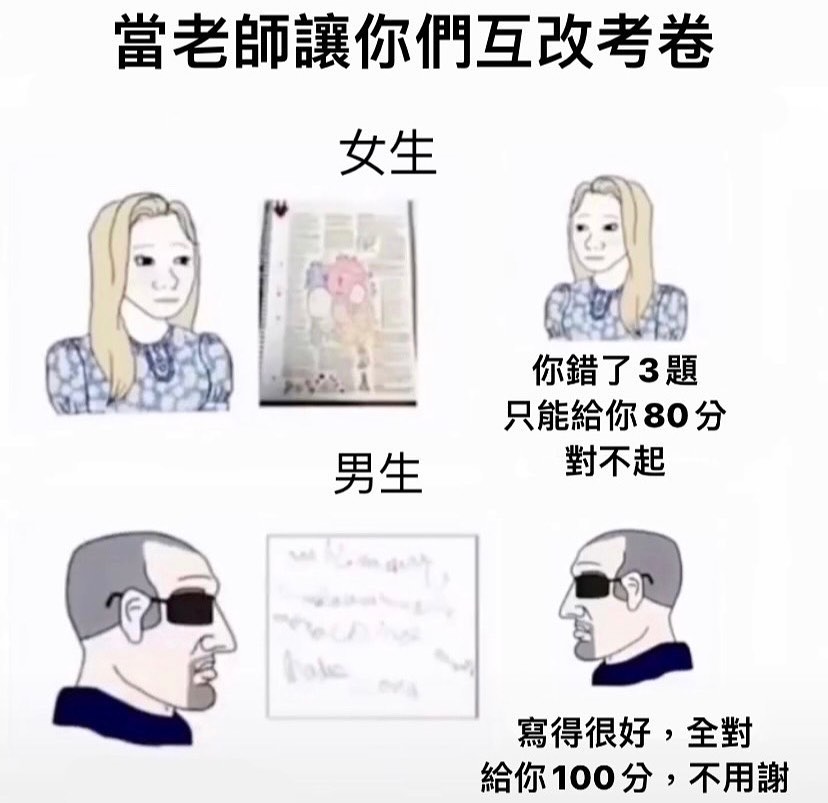 當老師讓你們互改考卷
女生
你錯了3題
只能給你80分
對不起
男生
寫得很好，全對
給你100分，不用謝